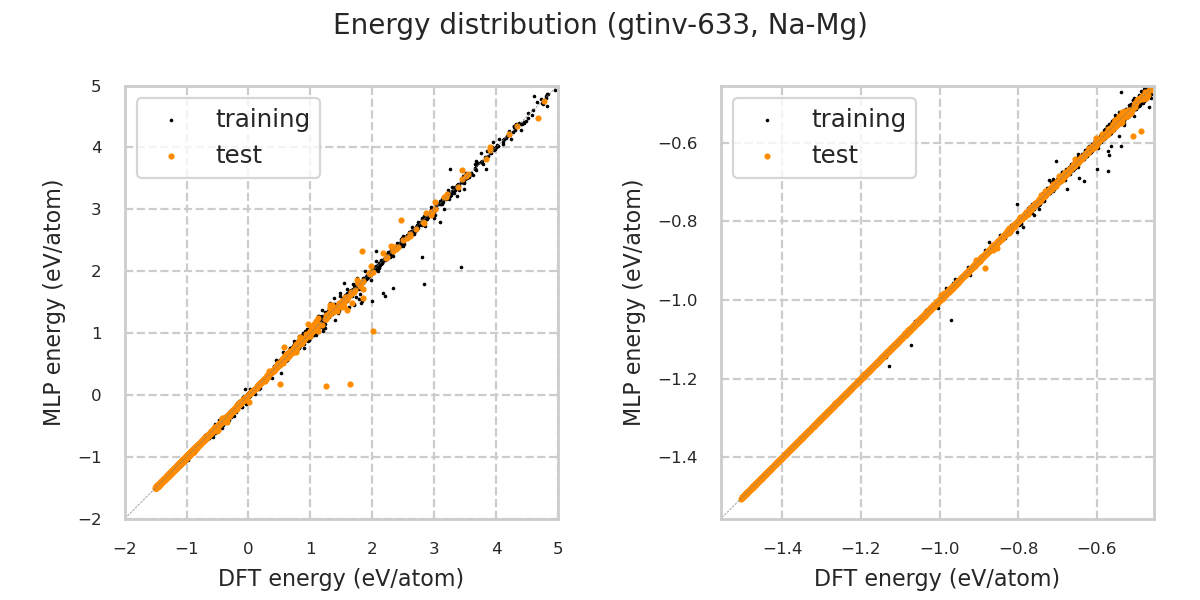 Energy distribution (gtinv-633, Na-Mg)
training
test
5
4
3
2
1
0
−1
−2
MLP energy (eV/atom)
−2
−1
0
1
2
3
4
5
DFT energy (eV/atom)
training
test
−0.6
−0.8
−1.0
−1.2
−1.4
MLP energy (eV/atom)
−1.4
−1.2
−1.0
−0.8
−0.6
DFT energy (eV/atom)